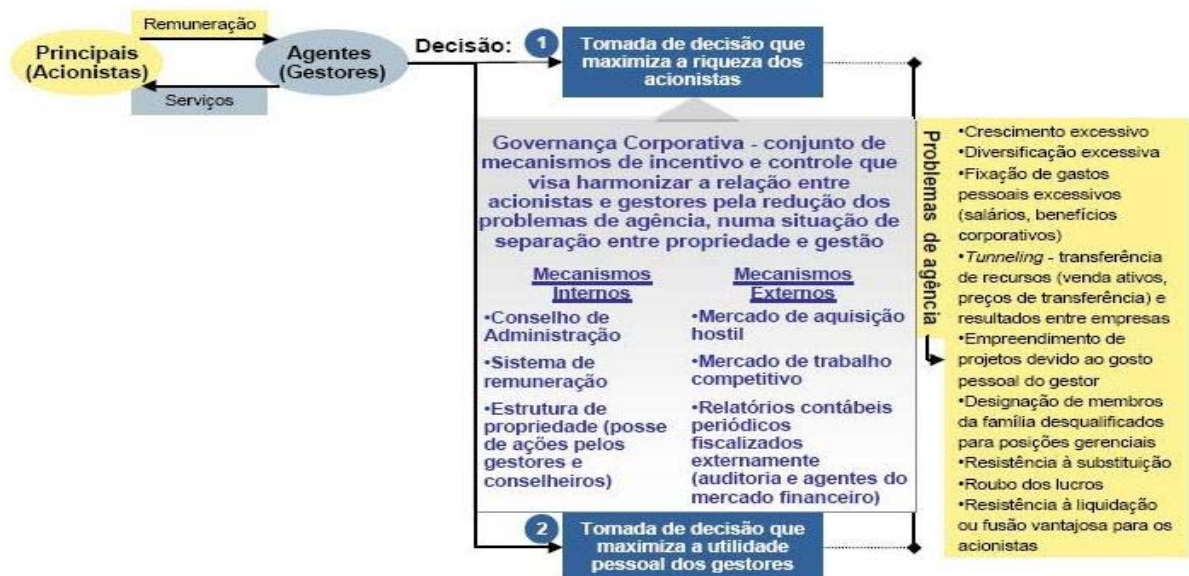 Remuneração
Principais
(Acionistas)
Agentes
(Gestores)
Serviços
Decisão:
1
Tomada de decisão que
maximiza a riqueza dos
acionistas
Governança Corporativa - conjunto de
mecanismos de incentivo e controle que
visa harmonizar a relação entre
acionistas e gestores pela redução dos
problemas de agência, numa situação de
separação entre propriedade e gestão
Mecanismos
Internos
•Conselho de
Administração
•Sistema de
remuneração
•Estrutura de
propriedade (posse
de ações pelos
gestores e
conselheiros)
Mecanismos
Externos
•Mercado de aquisição
hostil
•Mercado de trabalho
competitivo
•Relatórios contábeis
periódicos
fiscalizados
externamente
(auditoria e agentes do
mercado financeiro)
2
Tomada de decisão que
maximiza a utilidade
pessoal dos gestores
Problemas de agência
•Crescimento excessivo
•Diversificação excessiva
•Fixação de gastos
pessoais excessivos
(salários, benefícios
corporativos)
•Tunneling - transferência
de recursos (venda ativos,
preços de transferência) e
resultados entre empresas
•Empreendimento de
projetos devido ao gosto
pessoal do gestor
•Designação de membros
da família desqualificados
para posições gerenciais
•Resistência à substituição
•Roubo dos lucros
•Resistência à liquidação
ou fusão vantajosa para os
acionistas